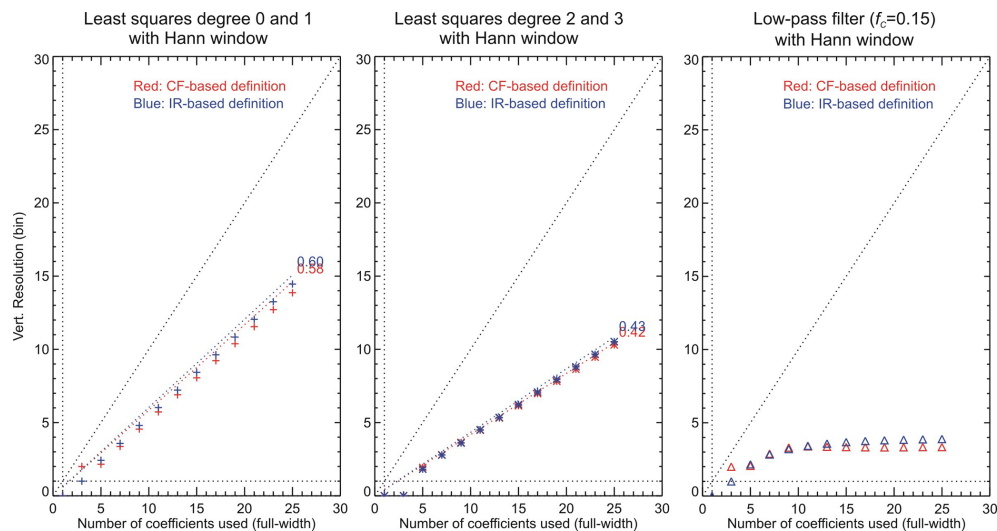 Least squares degree 0 and 1
with Hann window
Red: CF-based definition
Blue: IR-based definition
0.60
0.58
30
25
20
15
10
5
0
0 5 10 15 20 25 30
Vert. Resolution (bin)
Number of coefficients used (full-width)
Least squares degree 2 and 3
with Hann window
Red: CF-based definition
Blue: IR-based definition
0.43
0.42
30
25
20
15
10
5
0
0 5 10 15 20 25 30
Number of coefficients used (full-width)
Low-pass filter (fc=0.15)
with Hann window
Red: CF-based definition
Blue: IR-based definition
30
25
20
15
10
5
0
0 5 10 15 20 25 30
Number of coefficients used (full-width)